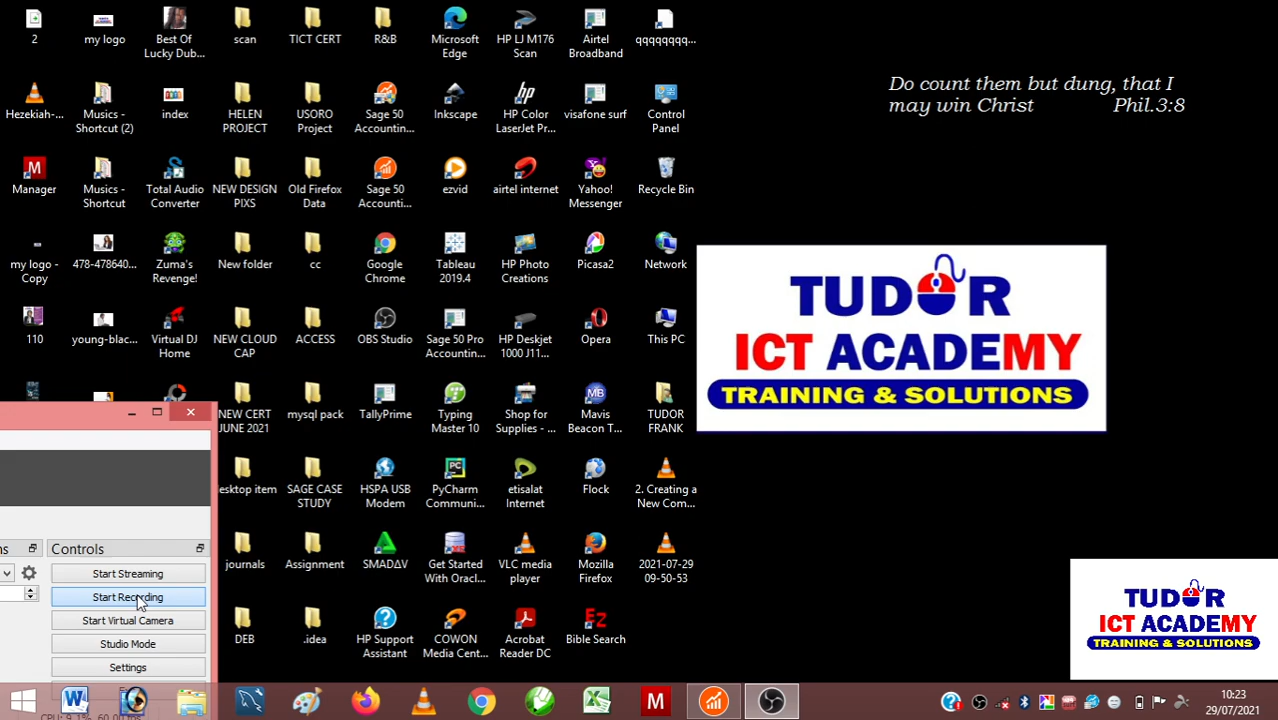 2
my logo
Best Of
Lucky Dub...
scan
TICT CERT
R&B
Microsoft
Edge
HP LJ M176
Scan
Airtel
Broadband
qqqqqqqq...
Do count them but dung, that I
may win Christ Phil.3:8
Hezekiah-...
Musics -
Shortcut (2)
index
HELEN
PROJECT
USORO
Project
Sage 50
Accountin...
Inkscape
HP Color
LaserJet Pr...
visafone surf
Control
Panel
Manager
Musics -
Shortcut
Total Audio
Converter
NEW DESIGN
PIXS
Old Firefox
Data
Sage 50
Accounti...
ezvid
airtel internet
Yahoo!
Messenger
Recycle Bin
my logo -
Copy
478-478640...
Zuma's
Revenge!
New folder
cc
Google
Chrome
Tableau
2019.4
HP Photo
Creations
Picasa2
Network
TUDOR
ICT ACADEMY
TRAINING & SOLUTIONS
110
young-blac...
Virtual DJ
Home
NEW CLOUD
CAP
ACCESS
OBS Studio
Sage 50 Pro
Accountin...
HP Deskjet
1000 J11...
Opera
This PC
NEW CERT
JUNE 2021
mysql pack
TallyPrime
Typing
Master 10
Shop for
Supplies - ...
Mavis
Beacon T...
TUDOR
FRANK
esktop item
SAGE CASE
STUDY
HSPA USB
Modem
PyCharm
Communi...
etisalat
Internet
Flock
2. Creating a
New Com...
ns
Controls
Start Streaming
Start Recording
Start Virtual Camera
Studio Mode
Settings
journals
Assignment
SMADAV
Get Started
With Oracl...
VLC media
player
Mozilla
Firefox
2021-07-29
09-50-53
DEB
.idea
HP Support
Assistant
COWON
Media Cent...
Acrobat
Reader DC
Bible Search
TUDOR
ICT ACADEMY
TRAINING & SOLUTIONS
10:23
29/07/2021